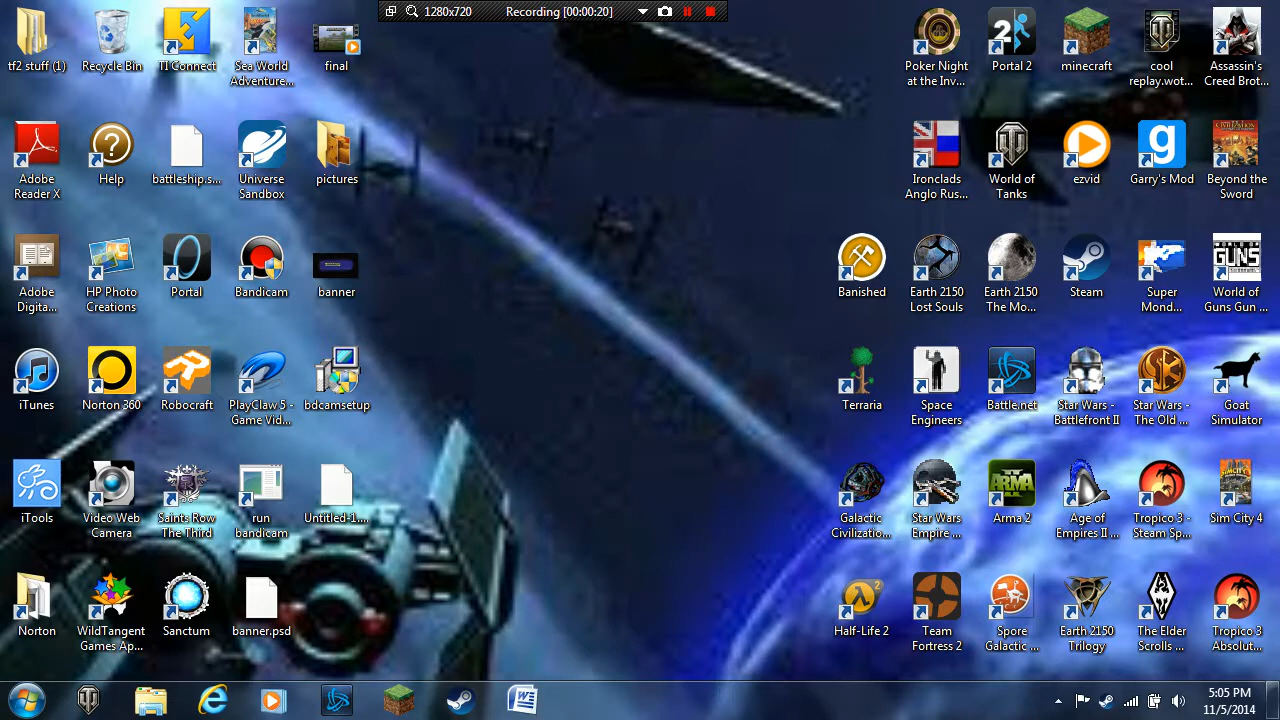 1280x720 Recording [00:00:20]
tf2 stuff (1)
Recycle Bin
TI Connect
Sea World
Adventure...
final
Poker Night
at the Inv...
2
Portal 2
minecraft
cool
replay.wot...
Assassin's
Creed Brot...
Adobe
Reader X
Help
battleship.s...
Universe
Sandbox
pictures
Ironclads
Anglo Rus...
World of
Tanks
ezvid
g
Garry's Mod
CIVILIZATION
Beyond the
Sword
Adobe
Digita...
HP Photo
Creations
Portal
Bandicam
banner
Banished
Earth 2150
Lost Souls
Earth 2150
The Mo...
Steam
Super
Mond...
GUNS
World of
Guns Gun ...
iTunes
Norton 360
Robocraft
PlayClaw 5 -
Game Vid...
bdcamsetup
Terraria
Space
Engineers
Battle.net
Star Wars -
Battlefront II
Star Wars -
The Old ...
Goat
Simulator
iTools
Video Web
Camera
Saints Row
The Third
run
bandicam
Untitled-1....
Galactic
Civilizatio...
Star Wars
Empire ...
ARMA
II
Arma 2
Age of
Empires II ...
Tropico 3 -
Steam Sp...
SIMCITY
Sim City 4
Norton
WildTangent
Games Ap...
Sanctum
banner.psd
2
Half-Life 2
Team
Fortress 2
Spore
Galactic ...
Earth 2150
Trilogy
The Elder
Scrolls ...
Tropico 3
Absolut...
W
5:05 PM
11/5/2014